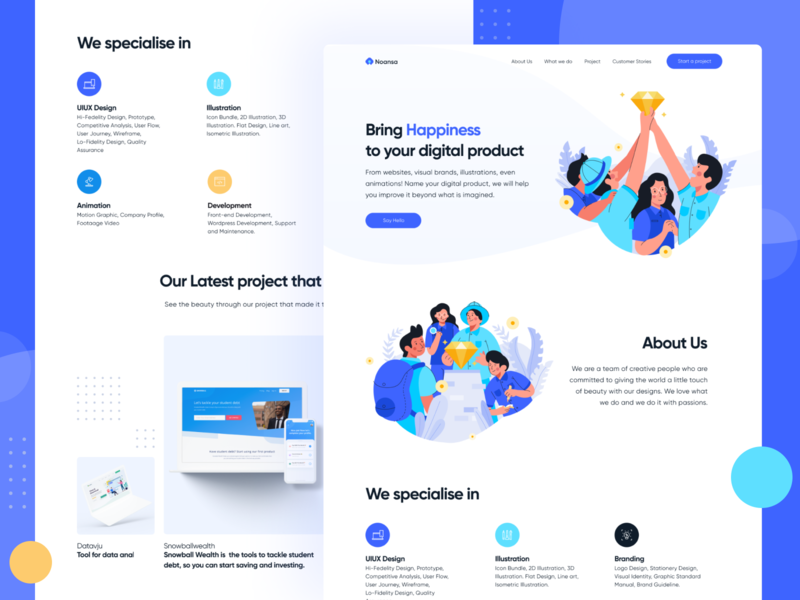 We specialise in
UIUX Design
Hi-Fedelity Design, Prototype,
Competitive Analysis, User Flow,
User Journey, Wireframe,
Lo-Fidelity Design, Quality
Assurance
Illustration
Icon Bundle, 2D Illustration, 3D
Illustration. Flat Design, Line art,
Isometric Illustration.
Animation
Motion Graphic, Company Profile,
Footaage Video
Development
Front-end Development,
Wordpress Development, Support
and Maintenance.
Our Latest project that
See the beauty through our project that made it
Datavju
Tool for data
Snowballwealth
Snowball Wealth is the tools to tackle student
debt, so you can start saving and investing.
Noansa
About Us
What we do
Project
Customer Stories
Start a project
Bring Happiness
to your digital product
From websites, visual brands, illustrations, even
animations! Name your digital product, we will help
you improve it beyond what is imagined.
Say Hello
About Us
We are a team of creative people who are
committed to giving the world a little touch
of beauty with our designs. We love what
we do and we do it with passions.
We specialise in
UIUX Design
Hi-Fedelity Design, Prototype,
Competitive Analysis, User Flow,
User Journey, Wireframe,
Lo-Fidelity Design, Quality
Illustration
Icon Bundle, 2D Illustration, 3D
Illustration. Flat Design, Line art,
Isometric Illustration.
Branding
Logo Design, Stationery Design,
Visual Identity, Graphic Standard
Manual, Brand Guideline.